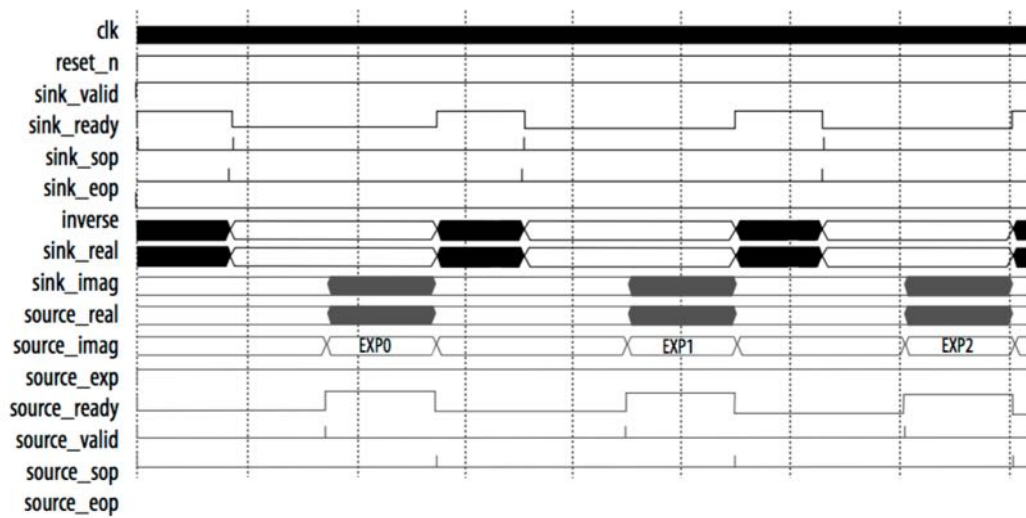 clk
reset_n
sink_valid
sink_ready
sink_sop
sink_eop
inverse
sink_real
sink_imag
source_real
source_imag EXP0 EXP1 EXP2
source_exp
source_ready
source_valid
source_sop
source_eop